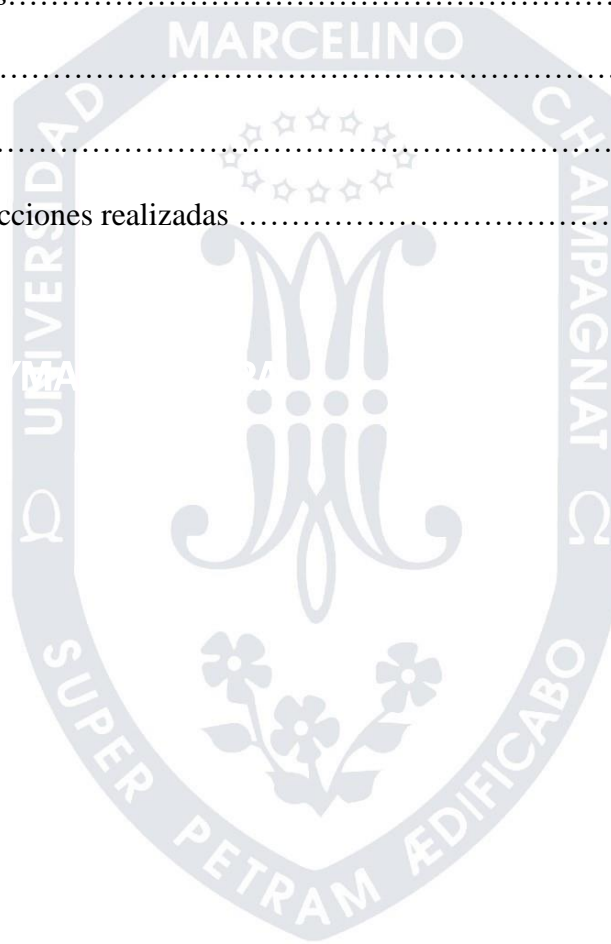 s…………………………………………………………
MARCELINO
…………………………………………………………
…………………………………………………………
cciones realizadas …………………………………
UNIVERSIDAD
CHAMPAGNAT
Ω Ω
SUPER PETRAM ÆDIFICABO